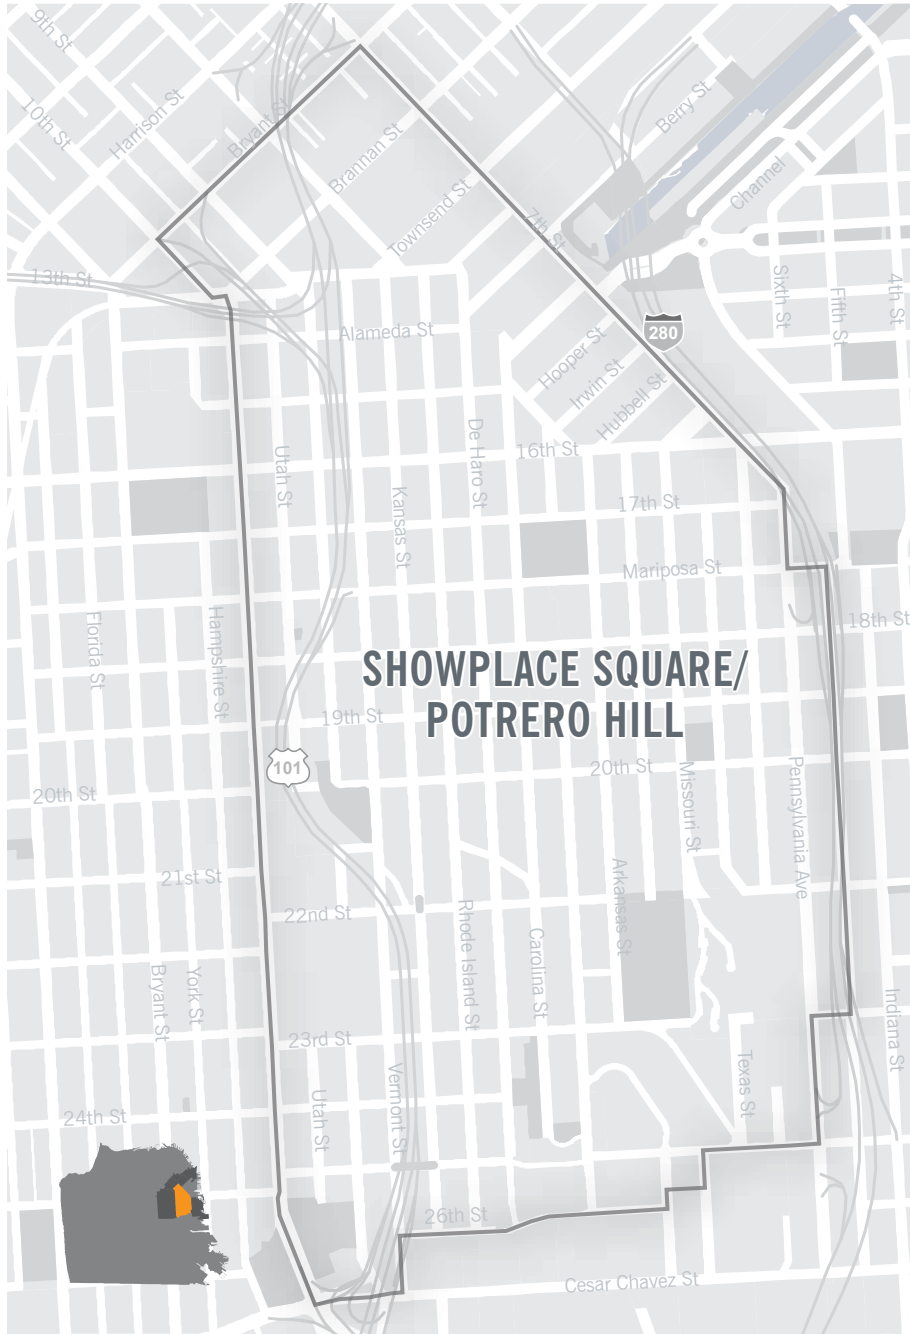 9th St
10th St
Harrison St
Bryant St
Brannan St
Townsend St
7th St
Berry St
Channel
13th St
Sixth St
Fifth St
4th St
280
Alameda St
Hooper St
Irwin St
Hubbell St
Utah St
De Haro St
16th St
Kansas St
17th St
Mariposa St
Florida St
Hampshire St
18th St
SHOWPLACE SQUARE/
POTRERO HILL
19th St
101
20th St
20th St
Missouri St
Pennsylvania Ave
21st St
22nd St
Arkansas St
Rhode Island St
Carolina St
Bryant St
York St
Indiana St
23rd St
Utah St
Vermont St
Texas St
24th St
26th St
Cesar Chavez St